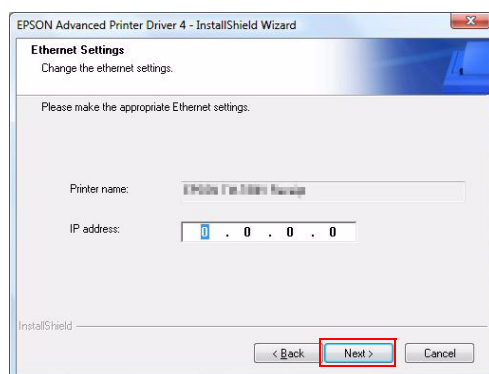 EPSON Advanced Printer Driver 4 - InstallShield Wizard
Ethernet Settings
Change the ethernet settings.
Please make the appropriate Ethernet settings.
Printer name:
IP address: 0 . 0 . 0 . 0
InstallShield
< Back Next > Cancel